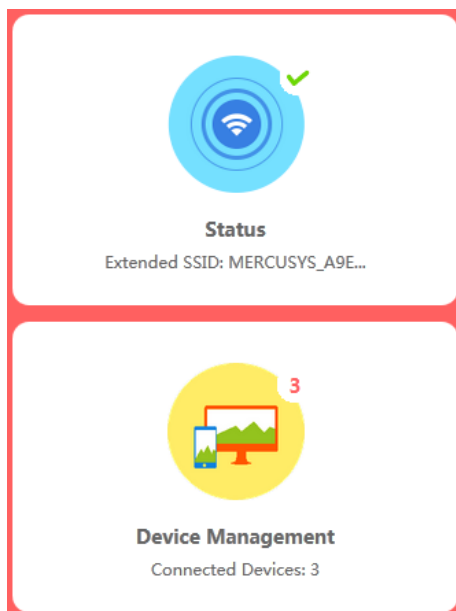 Status
Extended SSID: MERCUSYS_A9E...
3
Device Management
Connected Devices: 3